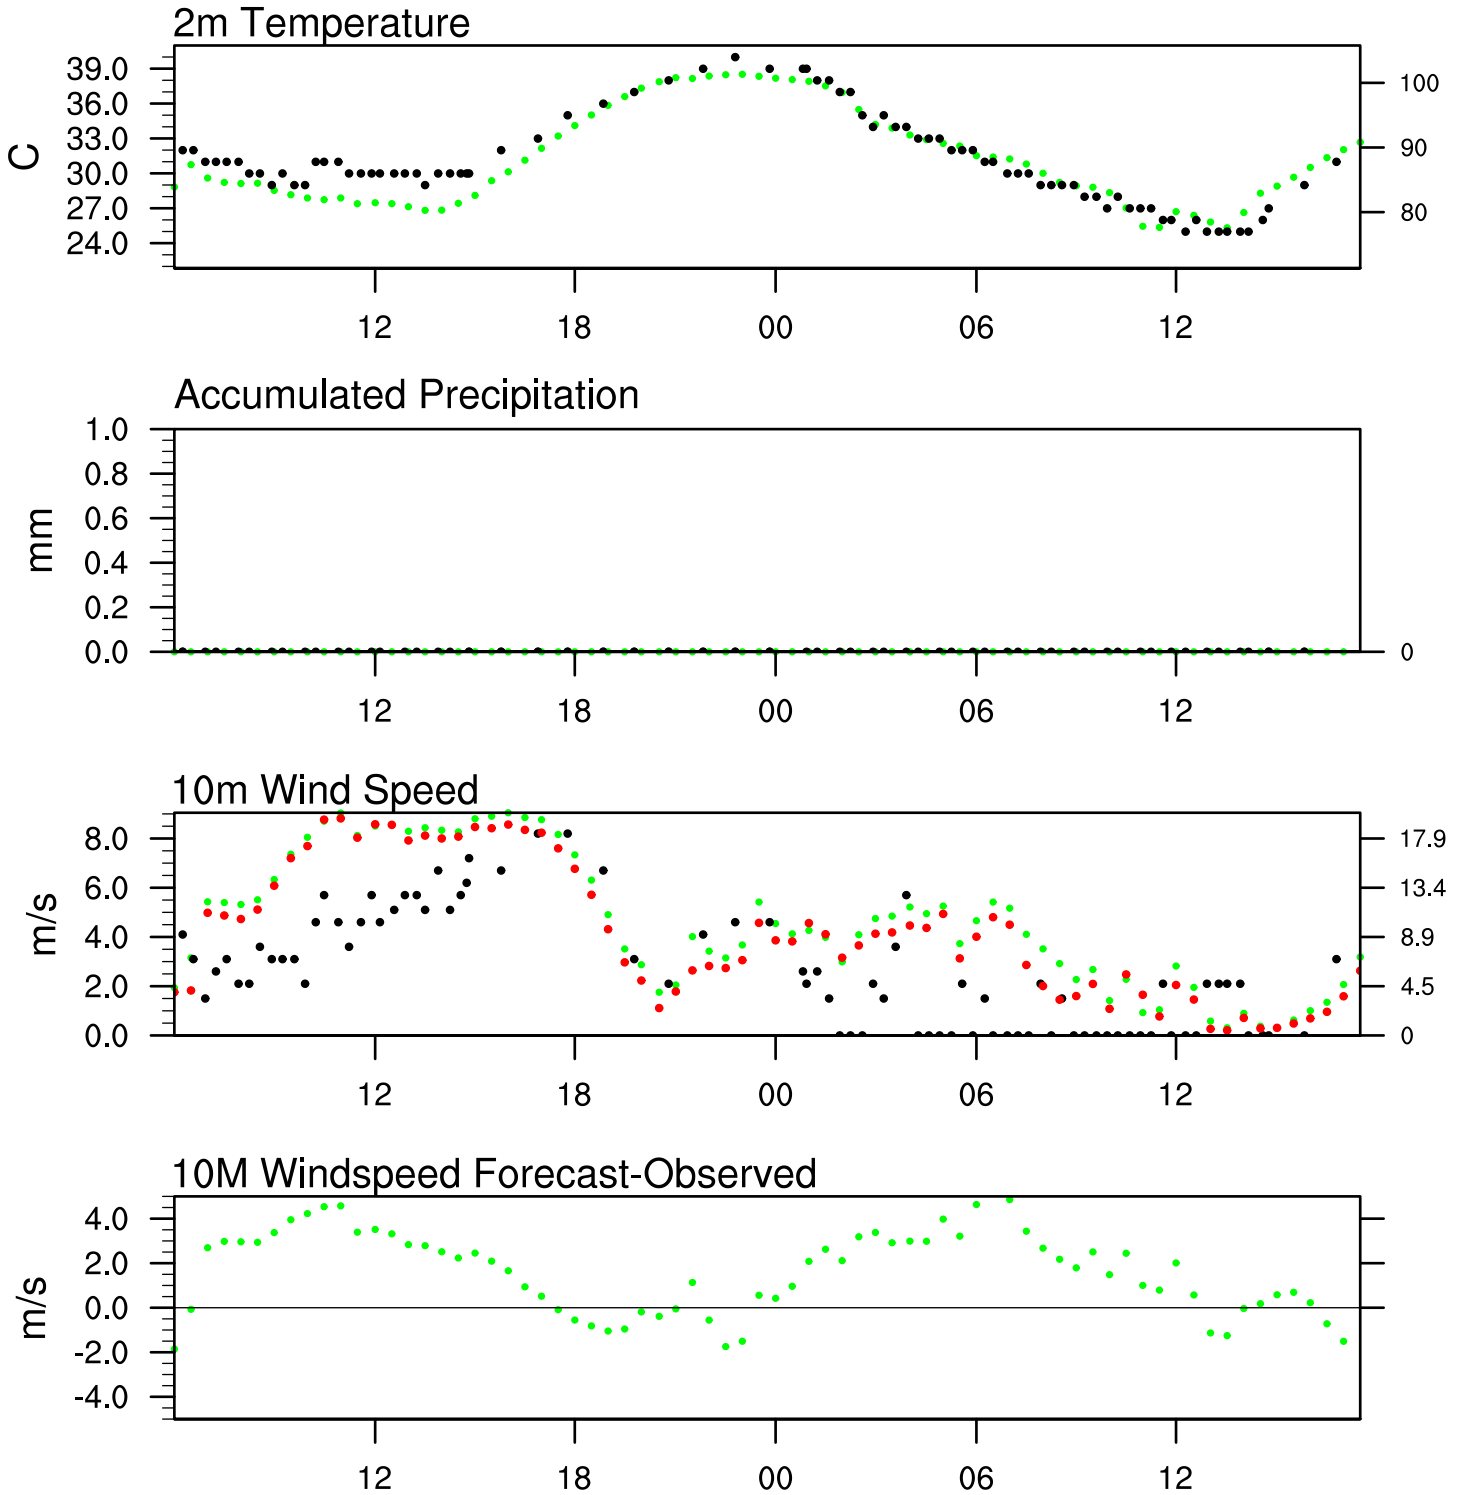 2m Temperature
39.0
36.0
33.0
30.0
27.0
24.0
C
100
90
80
12 18 00 06 12
Accumulated Precipitation
1.0
0.8
0.6
0.4
0.2
0.0
mm
0
12 18 00 06 12
10m Wind Speed
8.0
6.0
4.0
2.0
0.0
m/s
17.9
13.4
8.9
4.5
0
12 18 00 06 12
10M Windspeed Forecast-Observed
4.0
2.0
0.0
-2.0
-4.0
m/s
12 18 00 06 12